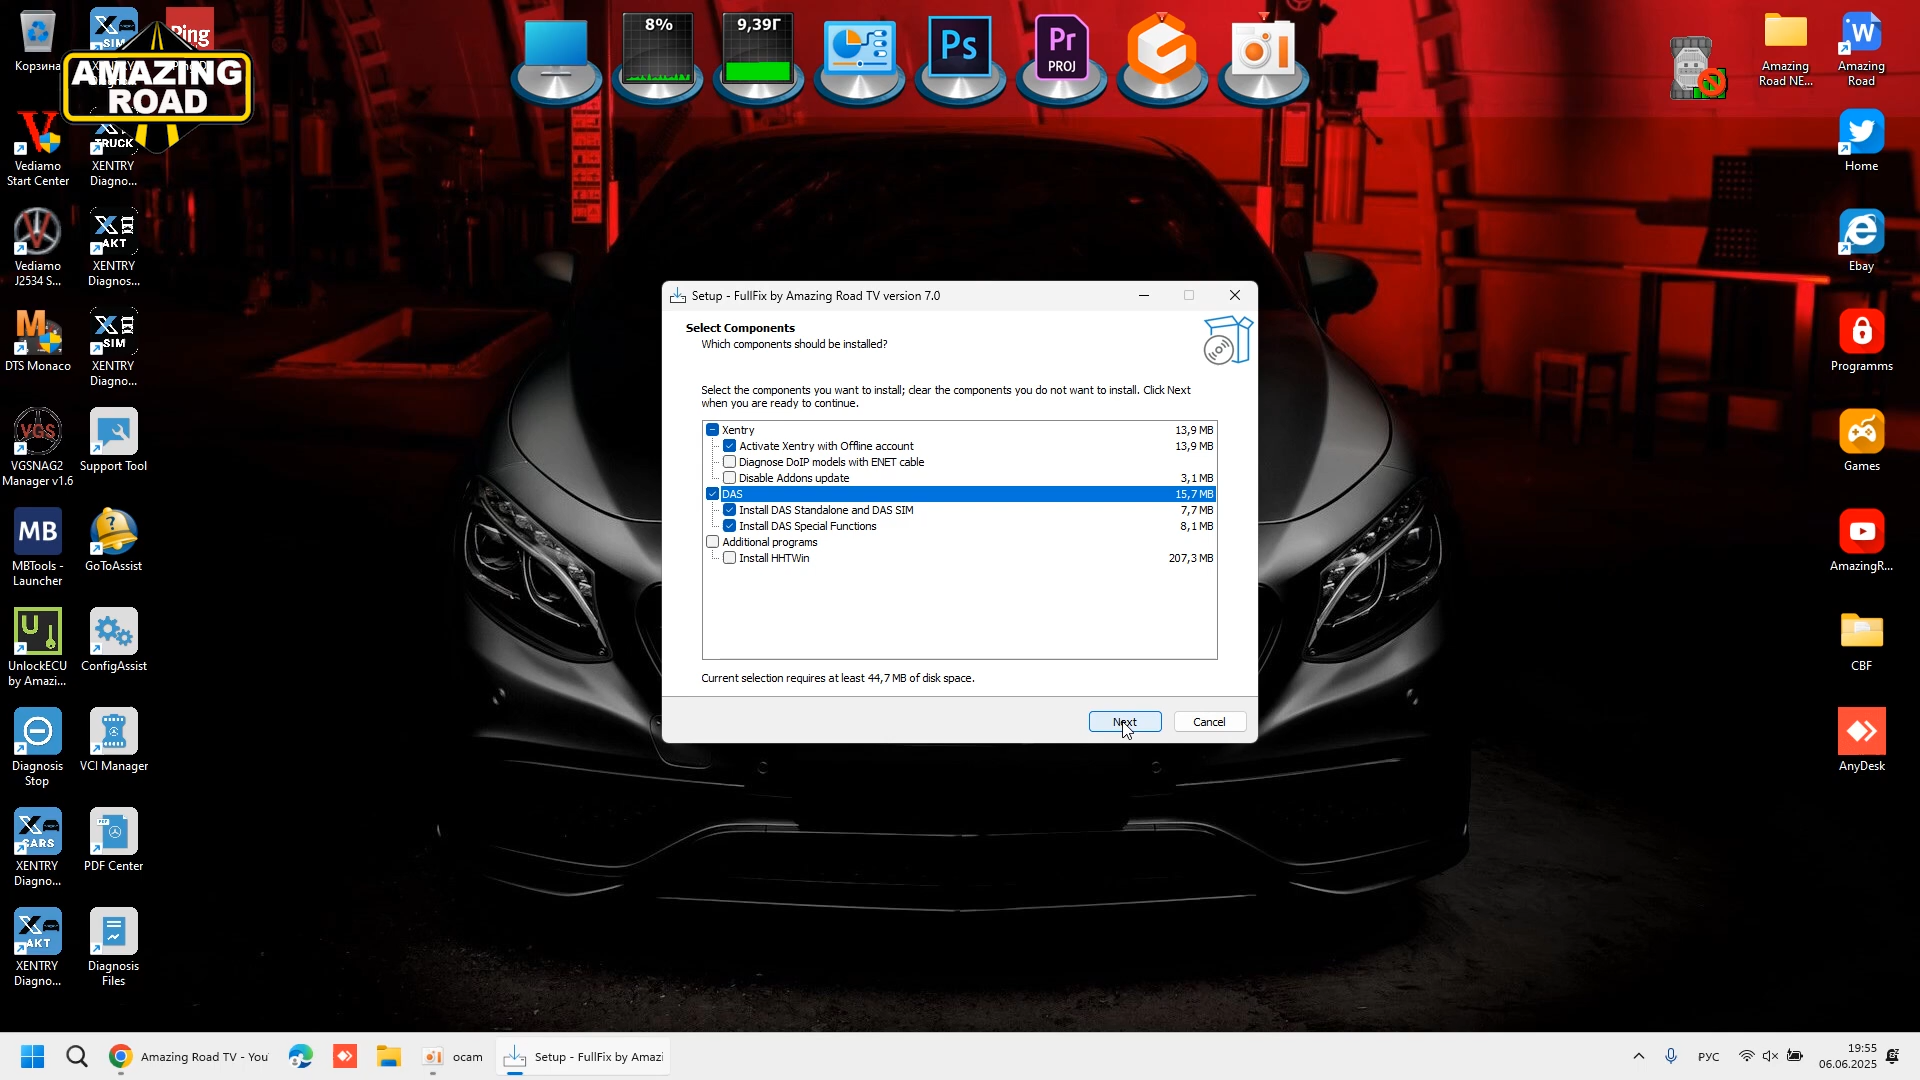 Корзина
AMAZING
ROAD
Vediamo
Start Center
XENTRY
Diagno...
Vediamo
J2534 S...
XENTRY
Diagnos...
DTS Monaco
XENTRY
Diagno...
VGSNAG2
Manager v1.6
Support Tool
MB
MBTools -
Launcher
GoToAssist
UnlockECU
by Amazi...
ConfigAssist
Diagnosis
Stop
VCI Manager
CARS
XENTRY
Diagno...
PDF
PDF Center
AKT
XENTRY
Diagno...
Diagnosis
Files
SIM
Ping
TRUCK
AKT
SIM
VGS
8%
9,39Г
Ps
Pr
PROJ
Amazing
Road NE...
W
Amazing
Road
Home
Ebay
Programms
Games
AmazingR...
CBF
AnyDesk
Setup - FullFix by Amazing Road TV version 7.0
Select Components
Which components should be installed?
Select the components you want to install; clear the components you do not want to install. Click Next
when you are ready to continue.
Xentry 13,9 MB
Activate Xentry with Offline account 13,9 MB
Diagnose DoIP models with ENET cable
Disable Addons update 3,1 MB
DAS 15,7 MB
Install DAS Standalone and DAS SIM 7,7 MB
Install DAS Special Functions 8,1 MB
Additional programs
Install HHTWin 207,3 MB
Current selection requires at least 44,7 MB of disk space.
Next
Cancel
Amazing Road TV - You
ocam
Setup - FullFix by Amazi
РУС
19:55
06.06.2025